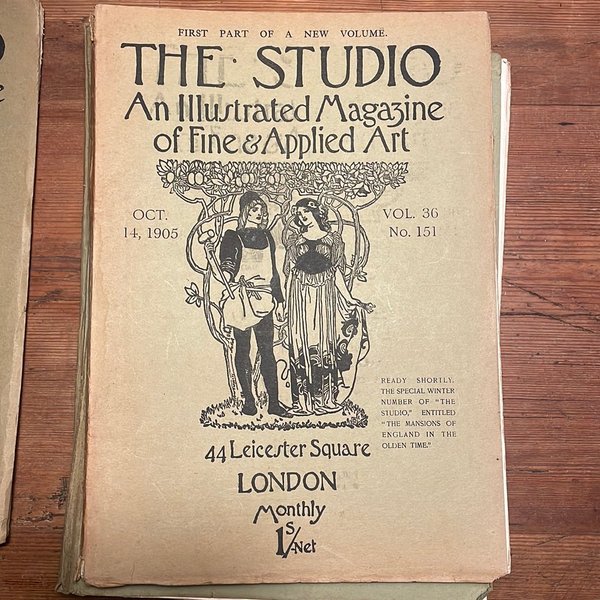 FIRST PART OF A NEW VOLUME.
THE STUDIO
An Illustrated Magazine
of Fine & Applied Art
OCT.
14, 1905
VOL. 36
No. 151
READY SHORTLY.
THE SPECIAL WINTER
NUMBER OF "THE
STUDIO," ENTITLED
"THE MANSIONS OF
ENGLAND IN THE
OLDEN TIME."
44 Leicester Square
LONDON
Monthly
1S/-Net